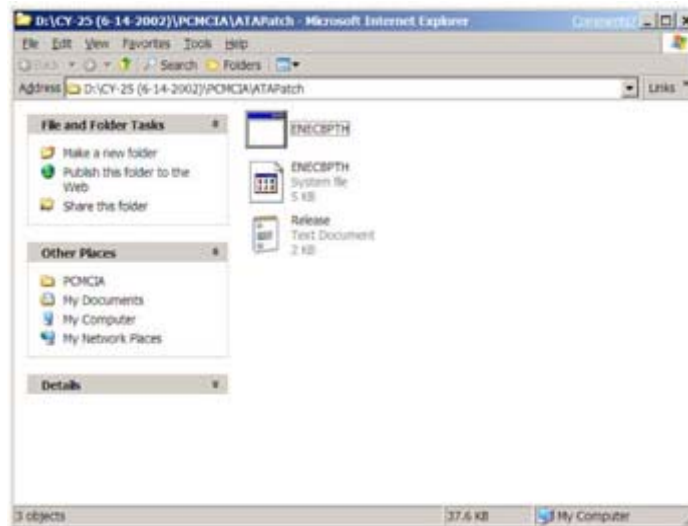 D:\CY-25 (6-14-2002)\PCMCIA\ATAPatch - Microsoft Internet Explorer
Comments?
File Edit View Favorites Tools Help
Back Search Folders
Address D:\CY-25 (6-14-2002)\PCMCIA\ATAPatch Links
File and Folder Tasks
Make a new folder
Publish this folder to the
Web
Share this folder
Other Places
PCMCIA
My Documents
My Computer
My Network Places
Details
ENECBPTH
ENECBPTH
System file
5 KB
Release
Text Document
2 KB
3 objects 37.6 KB My Computer